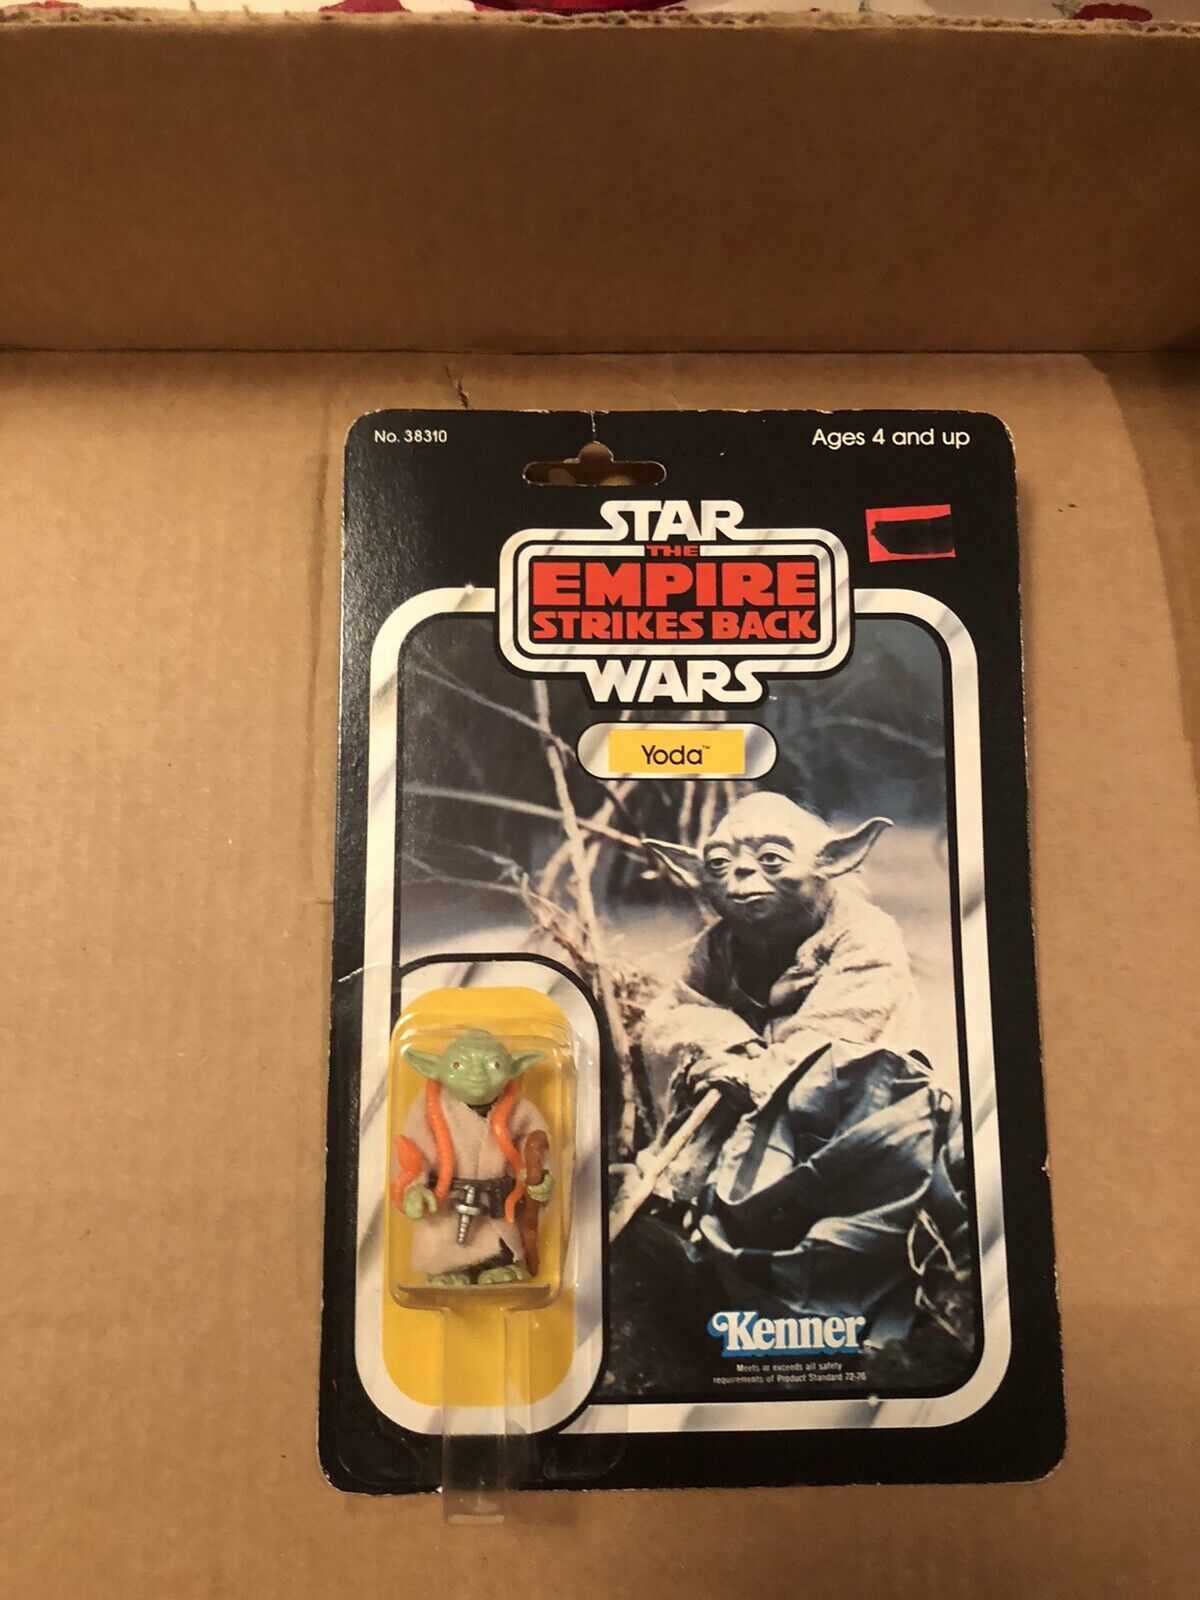 No. 38310
Ages 4 and up
STAR
THE
EMPIRE
STRIKES BACK
WARS™
Yoda™
Kenner
Meets or exceeds all safety
requirements of Product Standard 72-76